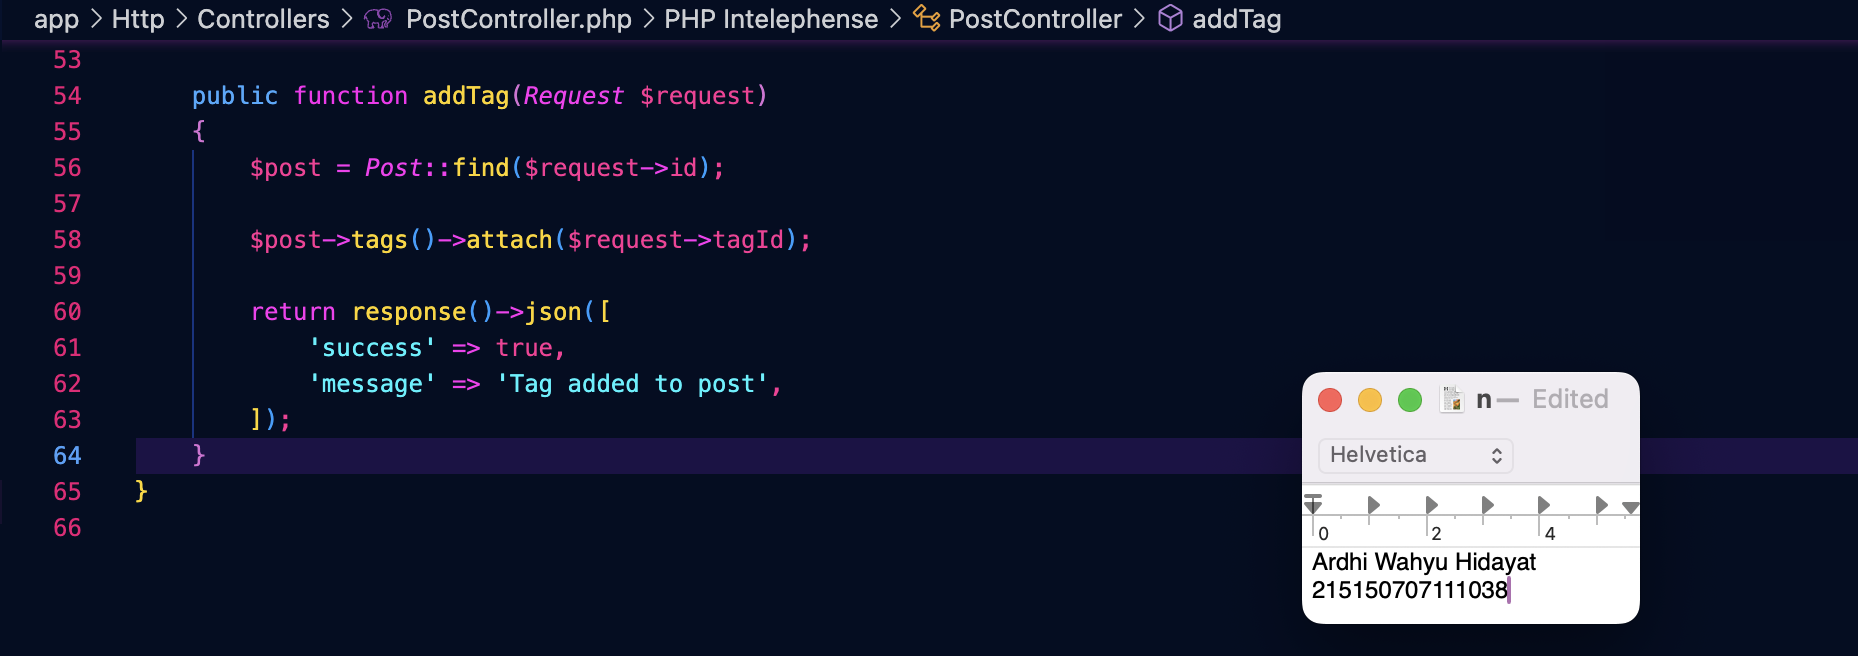 app > Http > Controllers > PostController.php > PHP Intelephense > PostController > addTag
53
54 public function addTag(Request $request)
55 {
56 $post = Post::find($request->id);
57
58 $post->tags()->attach($request->tagId);
59
60 return response()->json([
61 'success' => true,
62 'message' => 'Tag added to post',
63 ]);
64 }
65 }
66
n — Edited
Helvetica
0 2 4
Ardhi Wahyu Hidayat
215150707111038